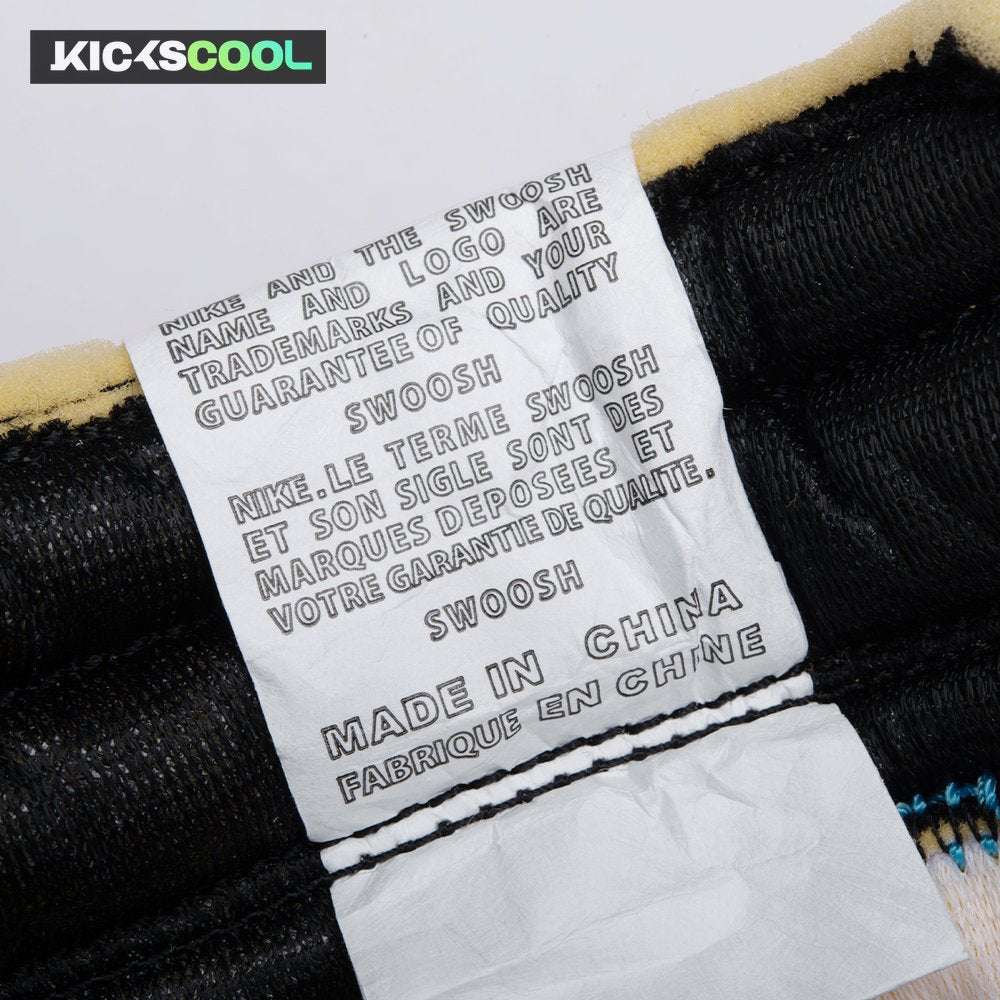 KICKSCOOL
NIKE AND THE SWOOSH
NAME AND LOGO ARE
TRADEMARKS AND YOUR
GUARANTEE OF QUALITY
SWOOSH
NIKE.LE TERME SWOOSH
ET SON SIGLE SONT DES
MARQUES DEPOSEES ET
VOTRE GARANTIE DE QUALITE.
SWOOSH
MADE IN CHINA
FABRIQUE EN CHINE